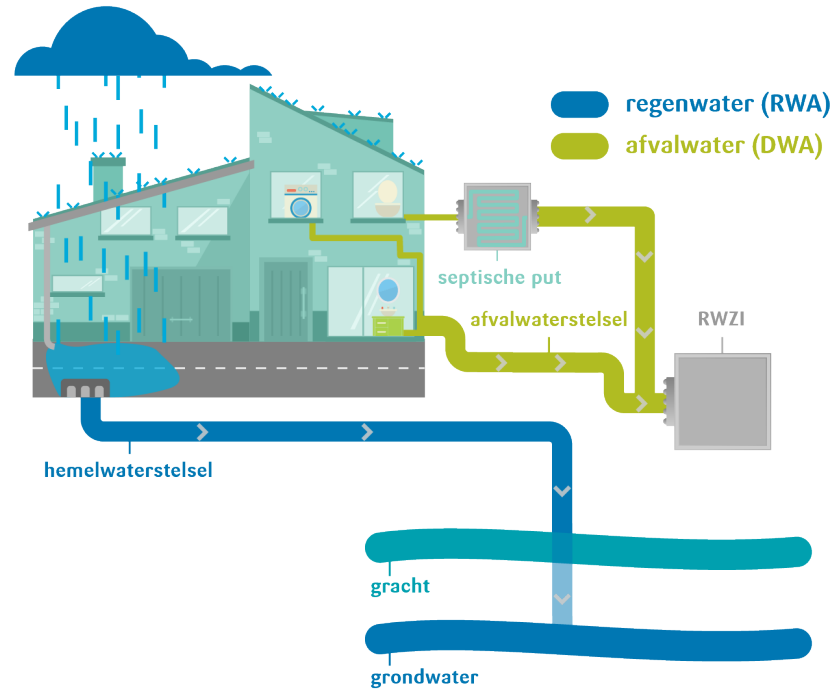 regenwater (RWA)
afvalwater (DWA)
septische put
afvalwaterstelsel
RWZI
hemelwaterstelsel
gracht
grondwater